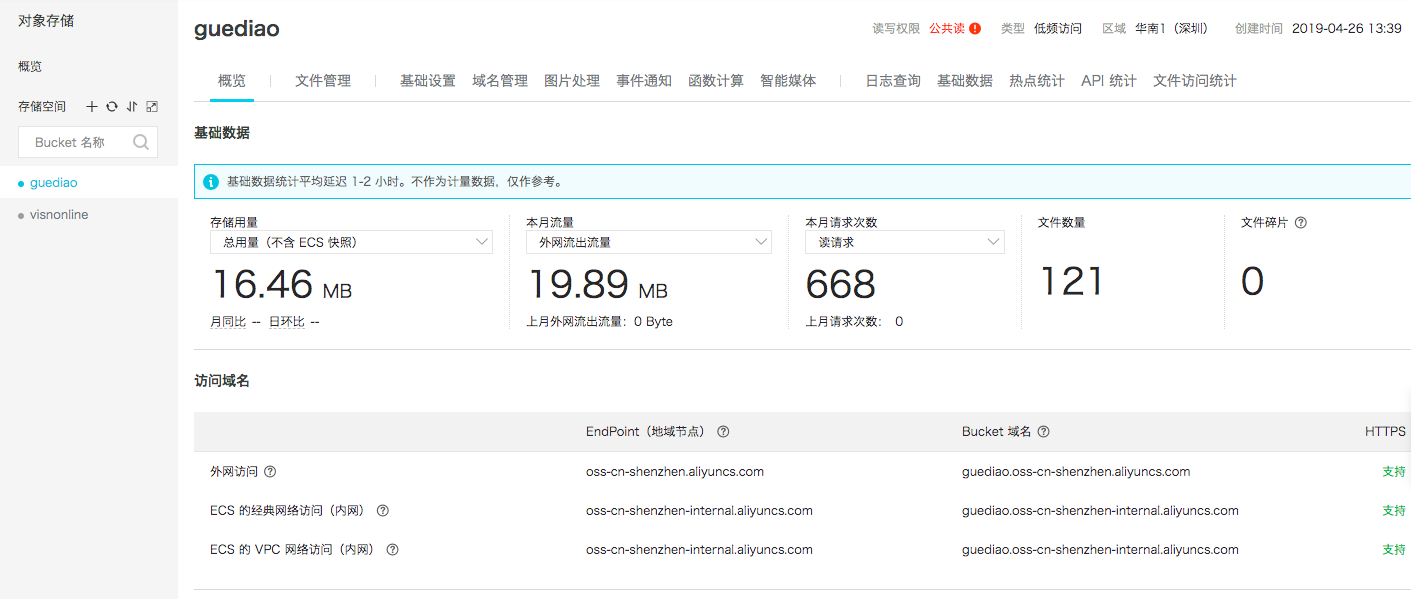 对象存储
概览
存储空间
Bucket 名称
guediao
visnonline
guediao
读写权限 公共读 类型 低频访问 区域 华南1（深圳） 创建时间 2019-04-26 13:39
概览 文件管理 基础设置 域名管理 图片处理 事件通知 函数计算 智能媒体 日志查询 基础数据 热点统计 API 统计 文件访问统计
基础数据
基础数据统计平均延迟 1-2 小时。不作为计量数据，仅作参考。
存储用量 本月流量 本月请求次数 文件数量 文件碎片
总用量（不含 ECS 快照） 外网流出流量 读请求
16.46 MB 19.89 MB 668 121 0
月同比 -- 日环比 -- 上月外网流出流量：0 Byte 上月请求次数： 0
访问域名
EndPoint（地域节点） Bucket 域名 HTTPS
外网访问 oss-cn-shenzhen.aliyuncs.com guediao.oss-cn-shenzhen.aliyuncs.com 支持
ECS 的经典网络访问（内网） oss-cn-shenzhen-internal.aliyuncs.com guediao.oss-cn-shenzhen-internal.aliyuncs.com 支持
ECS 的 VPC 网络访问（内网） oss-cn-shenzhen-internal.aliyuncs.com guediao.oss-cn-shenzhen-internal.aliyuncs.com 支持